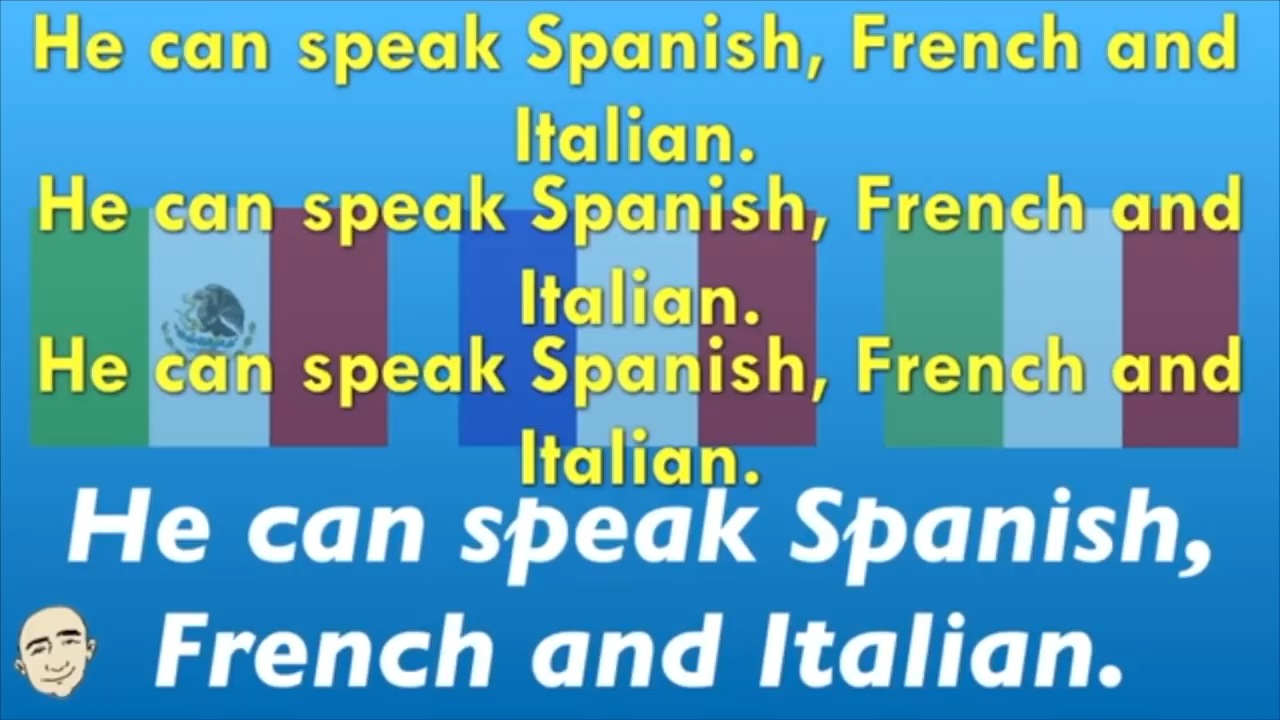 He can speak Spanish, French and
Italian.
He can speak Spanish, French and
Italian.
He can speak Spanish, French and
Italian.
He can speak Spanish,
French and Italian.